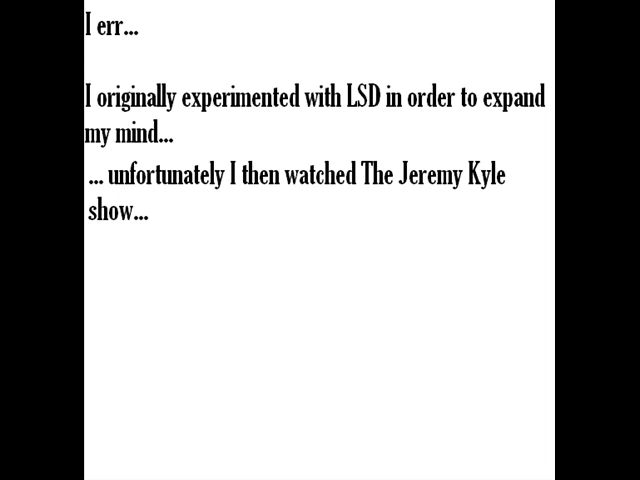 I err...
I originally experimented with LSD in order to expand
my mind...
... unfortunately I then watched The Jeremy Kyle
show...